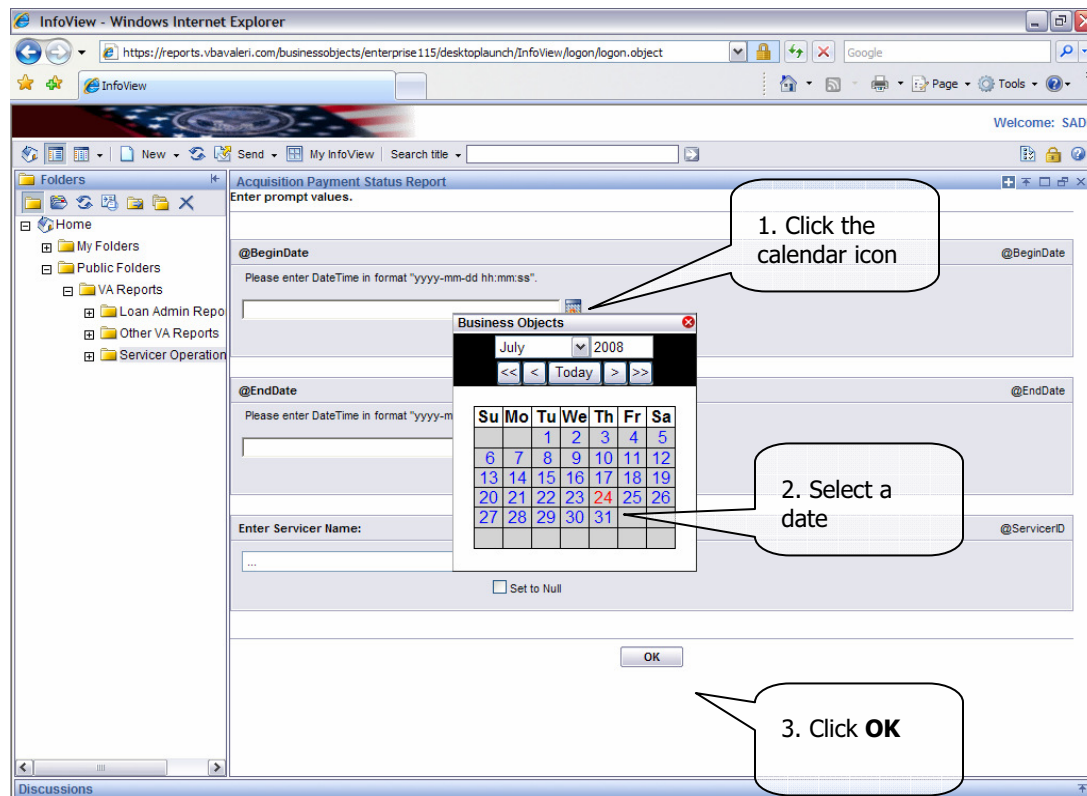 InfoView - Windows Internet Explorer
https://reports.vbavaleri.com/businessobjects/enterprise115/desktoplaunch/InfoView/logon/logon.object
Google
InfoView
Page
Tools
Welcome: SAD
New
Send
My InfoView
Search title
Folders
Acquisition Payment Status Report
Enter prompt values.
Home
My Folders
Public Folders
VA Reports
Loan Admin Repo
Other VA Reports
Servicer Operation
1. Click the
calendar icon
@BeginDate
@BeginDate
Please enter DateTime in format "yyyy-mm-dd hh:mm:ss".
Business Objects
July
2008
<< < Today > >>
Su Mo Tu We Th Fr Sa
1 2 3 4 5
6 7 8 9 10 11 12
13 14 15 16 17 18 19
20 21 22 23 24 25 26
27 28 29 30 31
@EndDate
@EndDate
Please enter DateTime in format "yyyy-m
2. Select a
date
Enter Servicer Name:
@ServicerID
...
Set to Null
OK
3. Click OK
Discussions